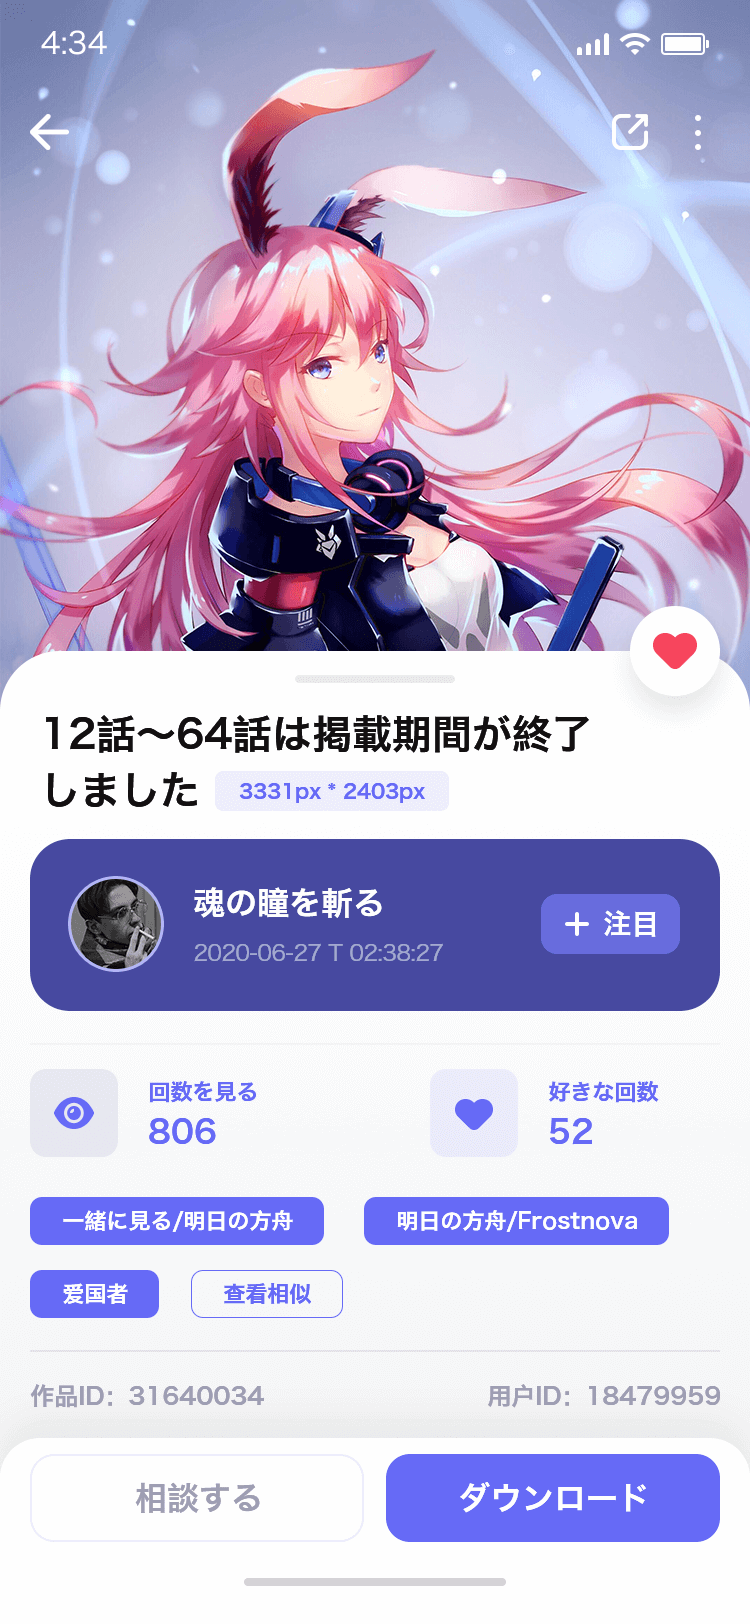 4:34
12話〜64話は掲載期間が終了
しました 3331px * 2403px
魂の瞳を斬る
2020-06-27 T 02:38:27
+ 注目
回数を見る
806
好きな回数
52
一緒に見る/明日の方舟
明日の方舟/Frostnova
爱国者
查看相似
作品ID：31640034
用户ID：18479959
相談する
ダウンロード